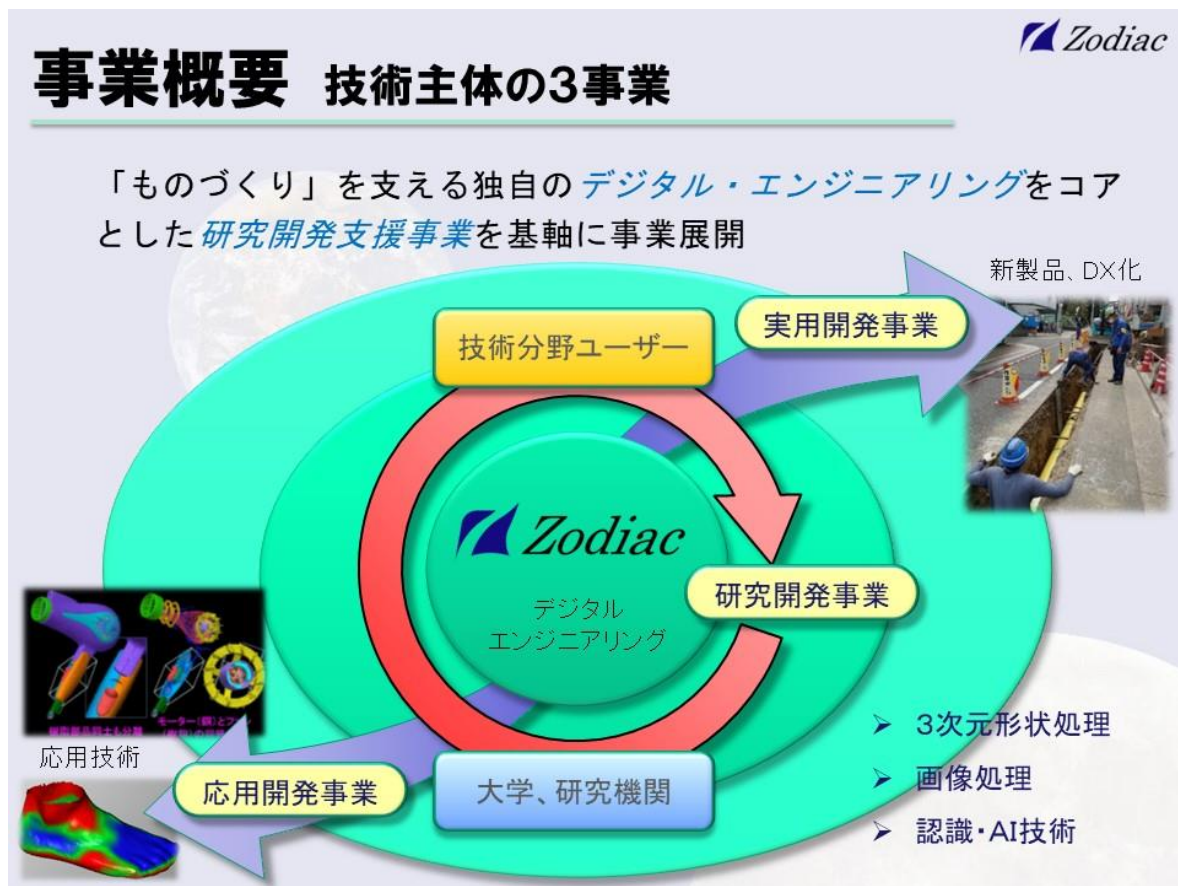 Zodiac
事業概要 技術主体の3事業
「ものづくり」を支える独自のデジタル・エンジニアリングをコア
とした研究開発支援事業を基軸に事業展開
新製品、DX化
実用開発事業
技術分野ユーザー
Zodiac
デジタル
エンジニアリング
研究開発事業
応用技術
応用開発事業
大学、研究機関
➢ 3次元形状処理
➢ 画像処理
➢ 認識・AI技術